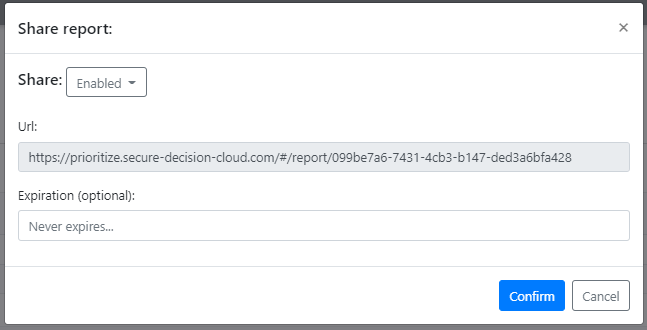 Share report:
×
Share: Enabled
Url:
https://prioritize.secure-decision-cloud.com/#/report/099be7a6-7431-4cb3-b147-ded3a6bfa428
Expiration (optional):
Never expires...
Confirm Cancel